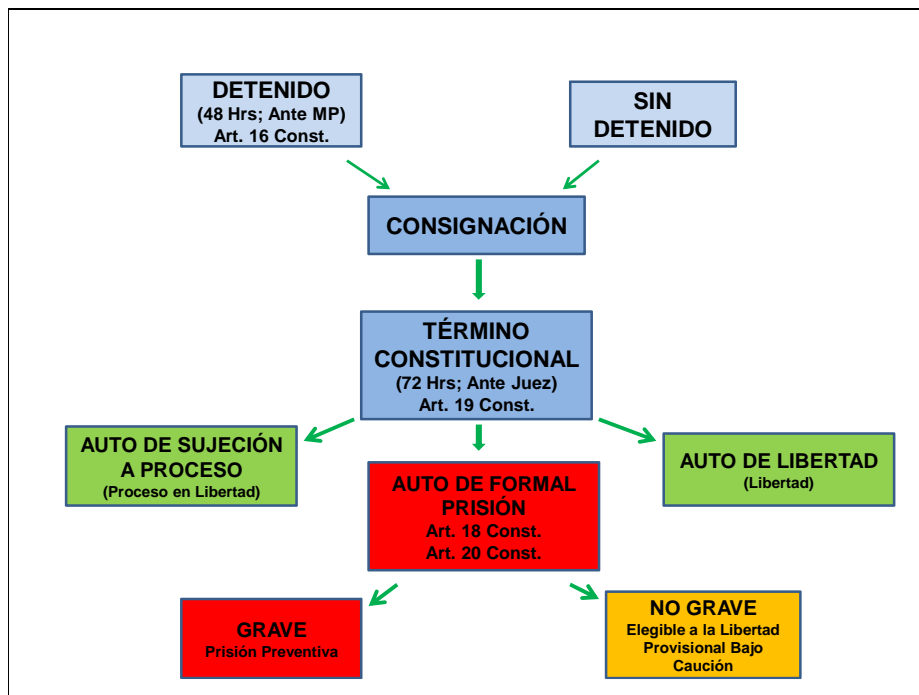 DETENIDO
(48 Hrs; Ante MP)
Art. 16 Const.
SIN
DETENIDO
CONSIGNACIÓN
TÉRMINO
CONSTITUCIONAL
(72 Hrs; Ante Juez)
Art. 19 Const.
AUTO DE SUJECIÓN
A PROCESO
(Proceso en Libertad)
AUTO DE FORMAL
PRISIÓN
Art. 18 Const.
Art. 20 Const.
AUTO DE LIBERTAD
(Libertad)
GRAVE
Prisión Preventiva
NO GRAVE
Elegible a la Libertad
Provisional Bajo
Caución